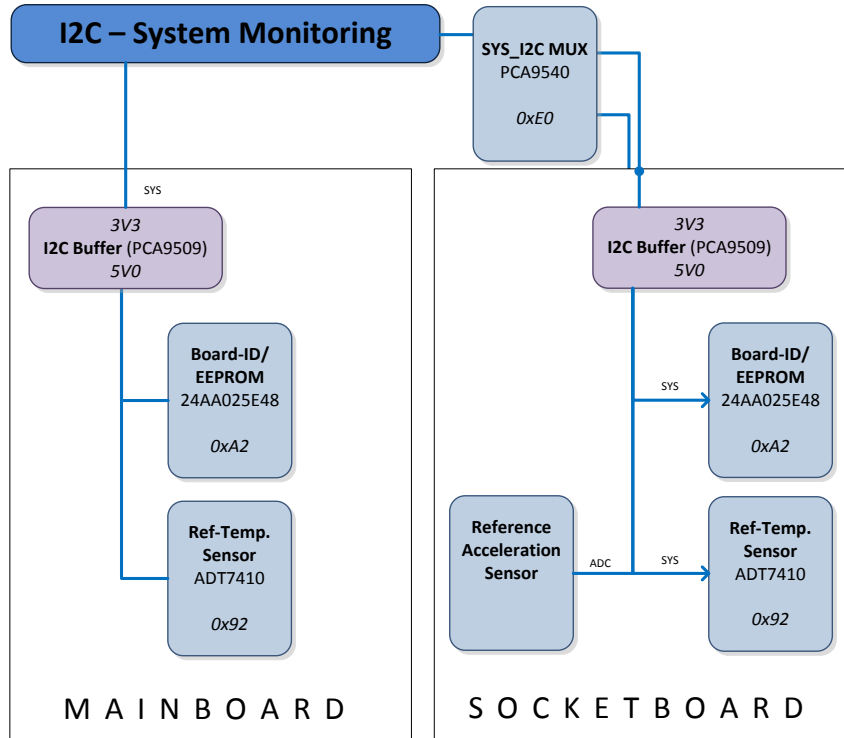 I2C – System Monitoring
SYS_I2C MUX
PCA9540
0xE0
SYS
3V3
I2C Buffer (PCA9509)
5V0
Board-ID/
EEPROM
24AA025E48
0xA2
Ref-Temp.
Sensor
ADT7410
0x92
MAINBOARD
3V3
I2C Buffer (PCA9509)
5V0
SYS
Board-ID/
EEPROM
24AA025E48
0xA2
Reference
Acceleration
Sensor
ADC
SYS
Ref-Temp.
Sensor
ADT7410
0x92
SOCKETBOARD